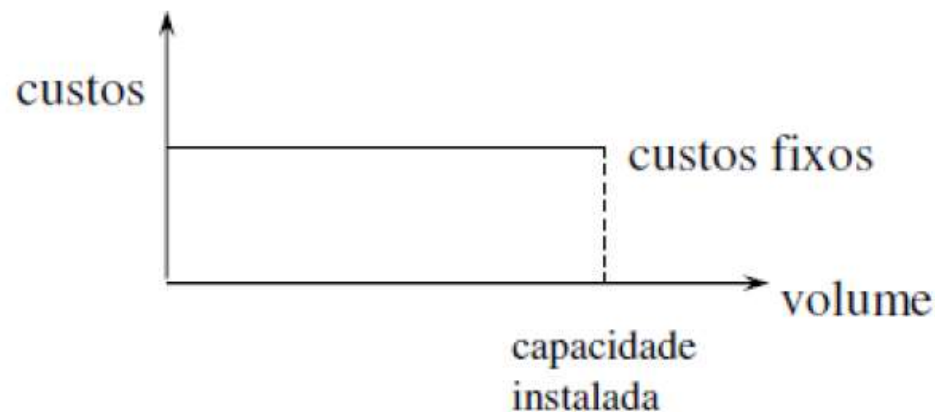 custos
custos fixos
volume
capacidade
instalada